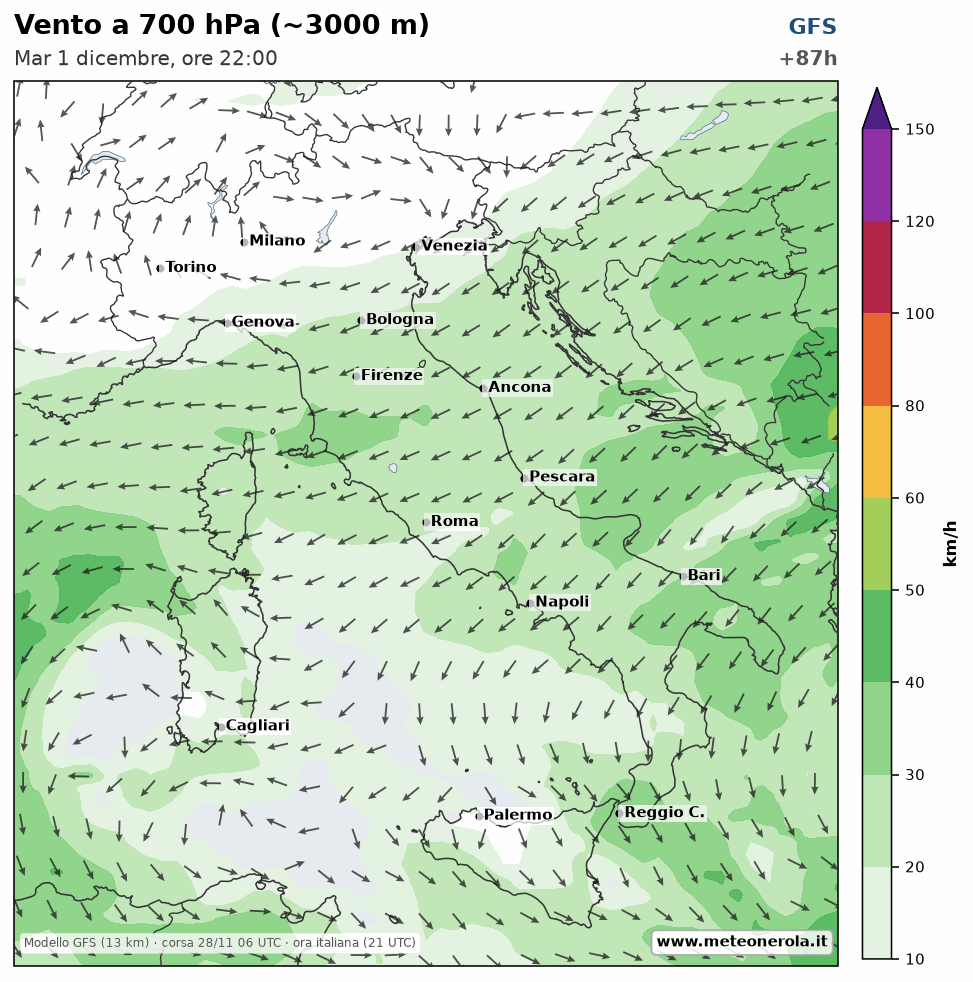 Vento a 700 hPa (~3000 m)
GFS
Mar 1 dicembre, ore 22:00
+87h
150
120
100
80
60
50
40
30
20
10
km/h
Milano
Venezia
Torino
Genova
Bologna
Firenze
Ancona
Pescara
Roma
Bari
Napoli
Cagliari
Palermo
Reggio C.
Modello GFS (13 km) · corsa 28/11 06 UTC · ora italiana (21 UTC)
www.meteonerola.it